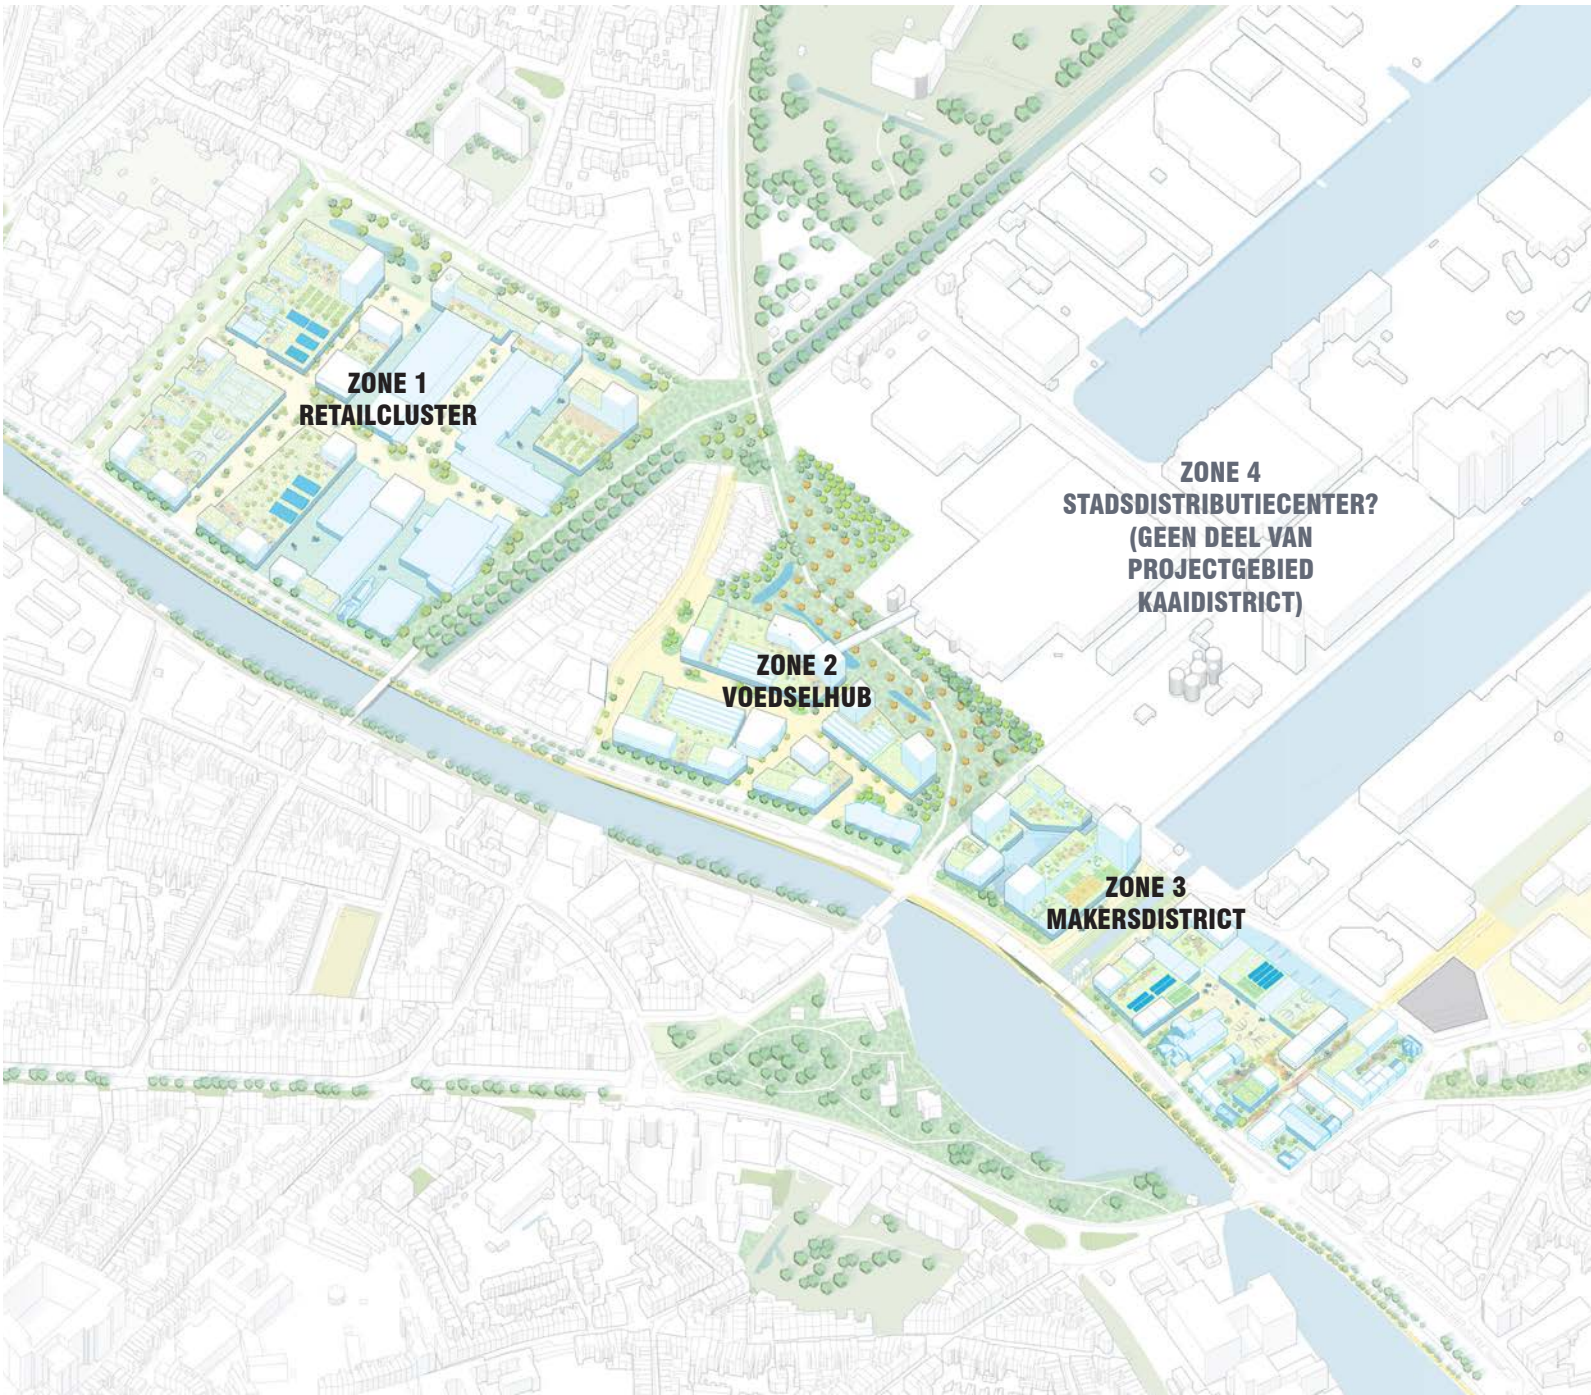 ZONE 1
RETAILCLUSTER
ZONE 4
STADSDISTRIBUTIECENTER?
(GEEN DEEL VAN
PROJECTGEBIED
KAAIDISTRICT)
ZONE 2
VOEDSELHUB
ZONE 3
MAKERSDISTRICT